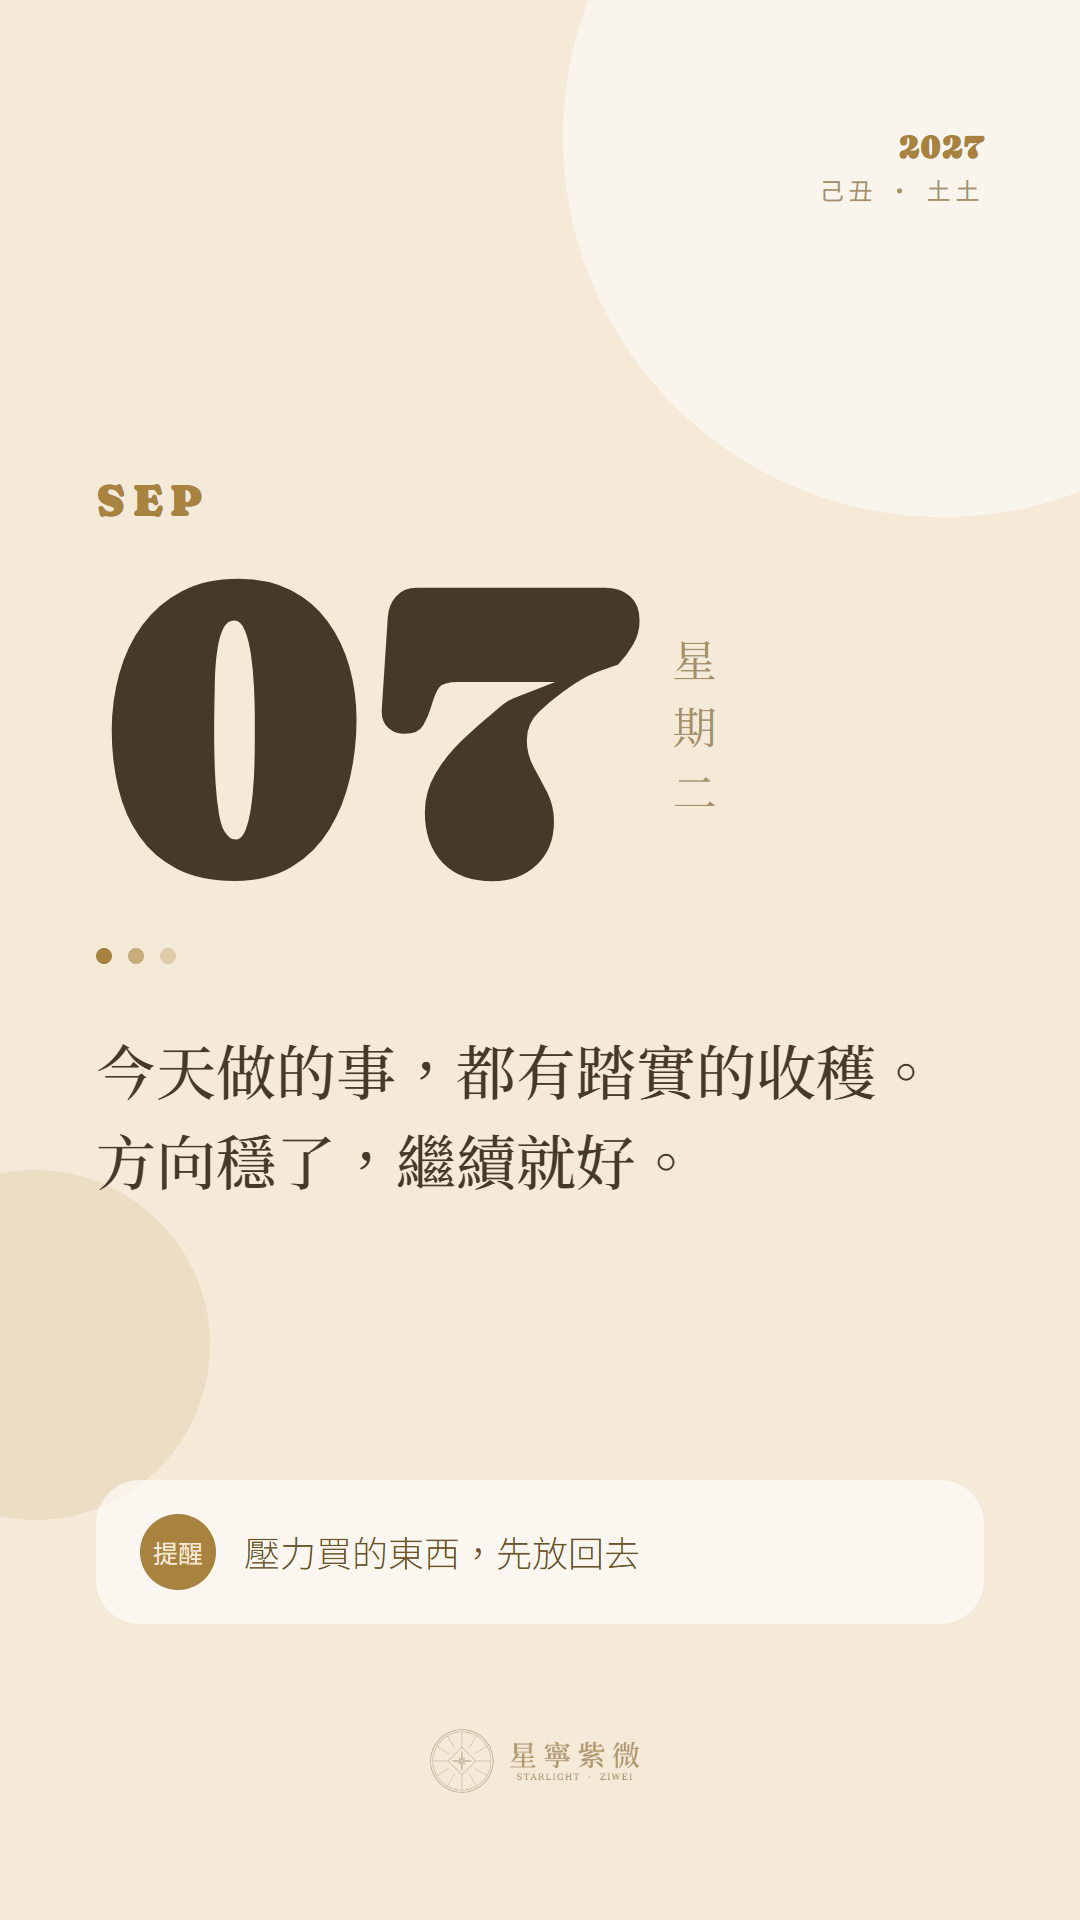 2027
己丑 · 土土
SEP
07
星期二
今天做的事，都有踏實的收穫。
方向穩了，繼續就好。
提醒
壓力買的東西，先放回去
星寧紫微
STARLIGHT · ZIWEI